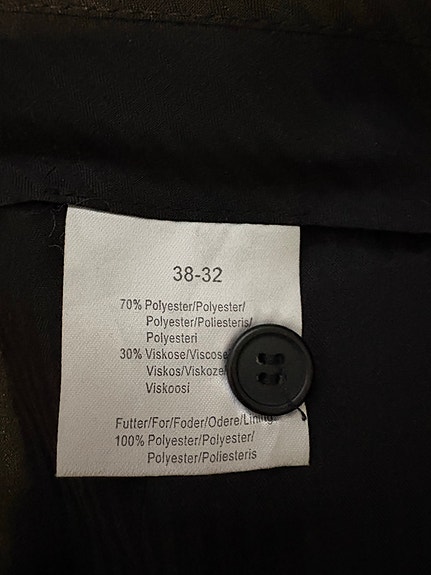 38-32
70% Polyester/Polyester/
Polyester/Poliesteris/
Polyesteri
30% Viskose/Viscose
Viskos/Viskoze/
Viskoosi
Futter/For/Foder/Odere/Lining
100% Polyester/Polyester/
Polyester/Poliesteris